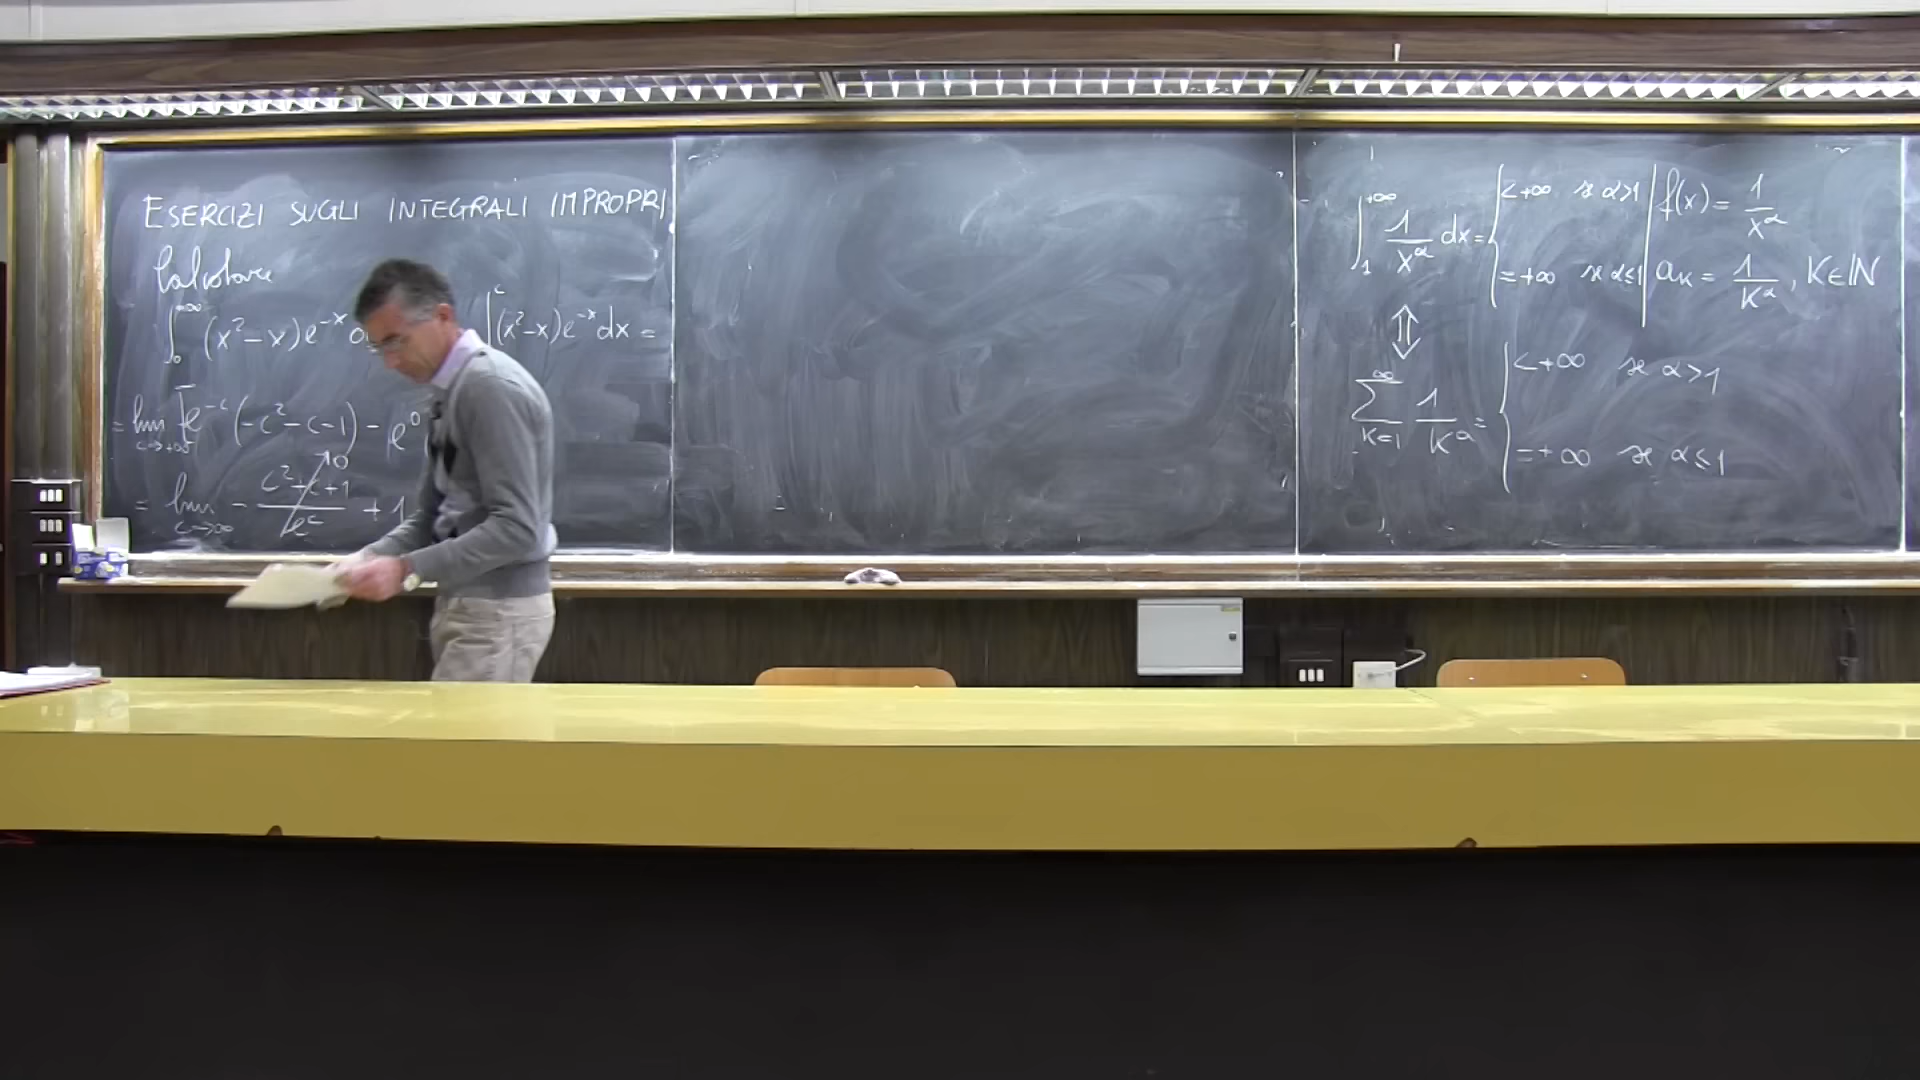 ESERCIZI SUGLI INTEGRALI IMPROPRI
Calcolare
∫₀^{+∞} (x²-x)e^{-x} ∫^c (x²-x)e^{-x}dx =
= lim_{c→+∞} [e^{-c}(-c²-c-1) - e⁰
= lim_{c→∞} - (c²+c+1)/e^c → 0 + 1
∫₁^{+∞} 1/x^α dx = { <+∞ se α>1
=+∞ se α≤1
f(x) = 1/x^α
a_k = 1/k^α, K∈ℕ
⇕
∑_{K=1}^{∞} 1/K^α = { <+∞ se α>1
=+∞ se α≤1